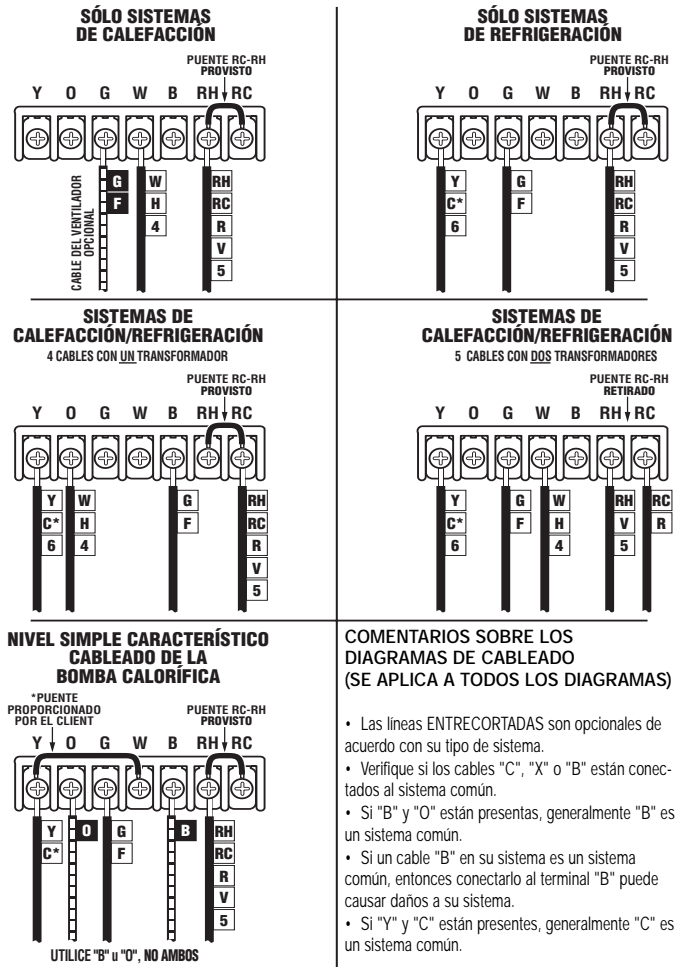 SÓLO SISTEMAS
DE CALEFACCIÓN
PUENTE RC-RH
PROVISTO
Y O G W B RH RC
CABLE DEL VENTILADOR
OPCIONAL
G W RH
F H RC
4 R
V
5
SÓLO SISTEMAS
DE REFRIGERACIÓN
PUENTE RC-RH
PROVISTO
Y O G W B RH RC
Y G RH
C* F RC
6 R
V
5
SISTEMAS DE
CALEFACCIÓN/REFRIGERACIÓN
4 CABLES CON UN TRANSFORMADOR
PUENTE RC-RH
PROVISTO
Y O G W B RH RC
Y W G RH
C* H F RC
6 4 R
V
5
SISTEMAS DE
CALEFACCIÓN/REFRIGERACIÓN
5 CABLES CON DOS TRANSFORMADORES
PUENTE RC-RH
RETIRADO
Y O G W B RH RC
Y G W RH RC
C* F H V R
6 4 5
NIVEL SIMPLE CARACTERÍSTICO
CABLEADO DE LA
BOMBA CALORÍFICA
*PUENTE
PROPORCIONADO
POR EL CLIENT
PUENTE RC-RH
PROVISTO
Y O G W B RH RC
Y O G B RH
C* F RC
R
V
5
UTILICE "B" u "O", NO AMBOS
COMENTARIOS SOBRE LOS
DIAGRAMAS DE CABLEADO
(SE APLICA A TODOS LOS DIAGRAMAS)
• Las líneas ENTRECORTADAS son opcionales de
acuerdo con su tipo de sistema.
• Verifique si los cables "C", "X" o "B" están conec-
tados al sistema común.
• Si "B" y "O" están presentas, generalmente "B" es
un sistema común.
• Si un cable "B" en su sistema es un sistema
común, entonces conectarlo al terminal "B" puede
causar daños a su sistema.
• Si "Y" y "C" están presentes, generalmente "C" es
un sistema común.